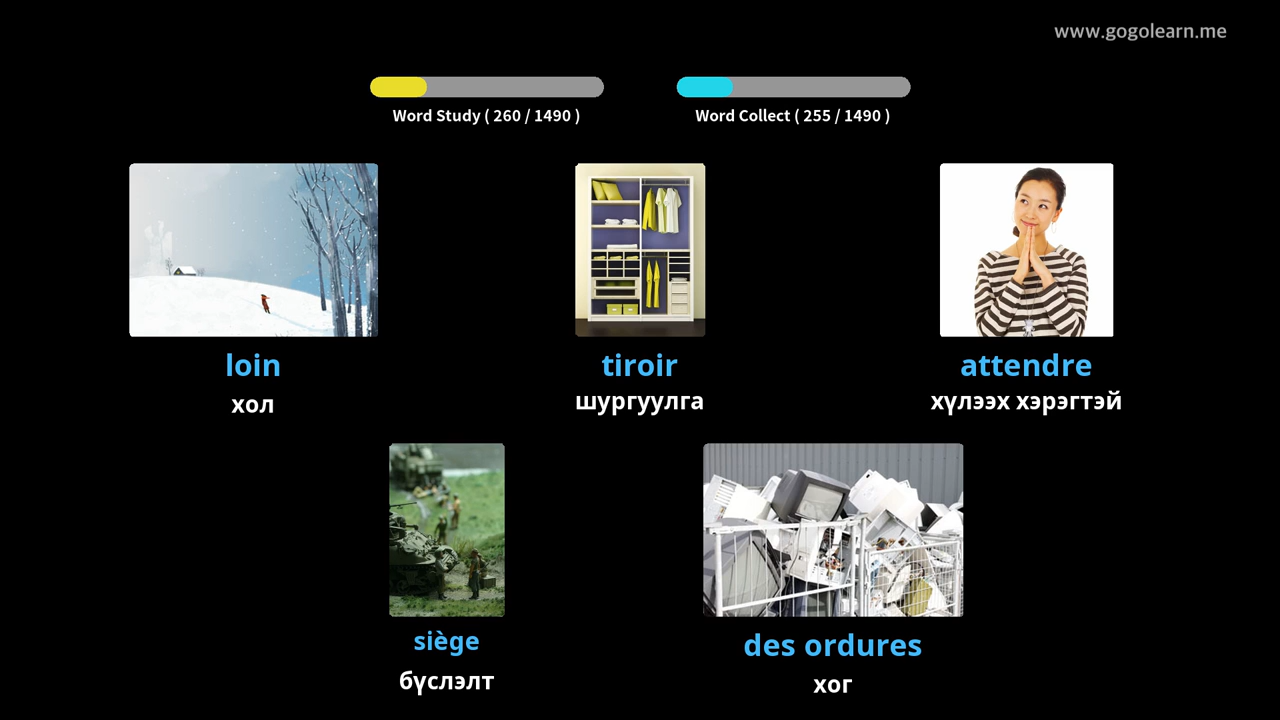 www.gogolearn.me
Word Study ( 260 / 1490 )
Word Collect ( 255 / 1490 )
loin
хол
tiroir
шургуулга
attendre
хүлээх хэрэгтэй
siège
бүслэлт
des ordures
хог